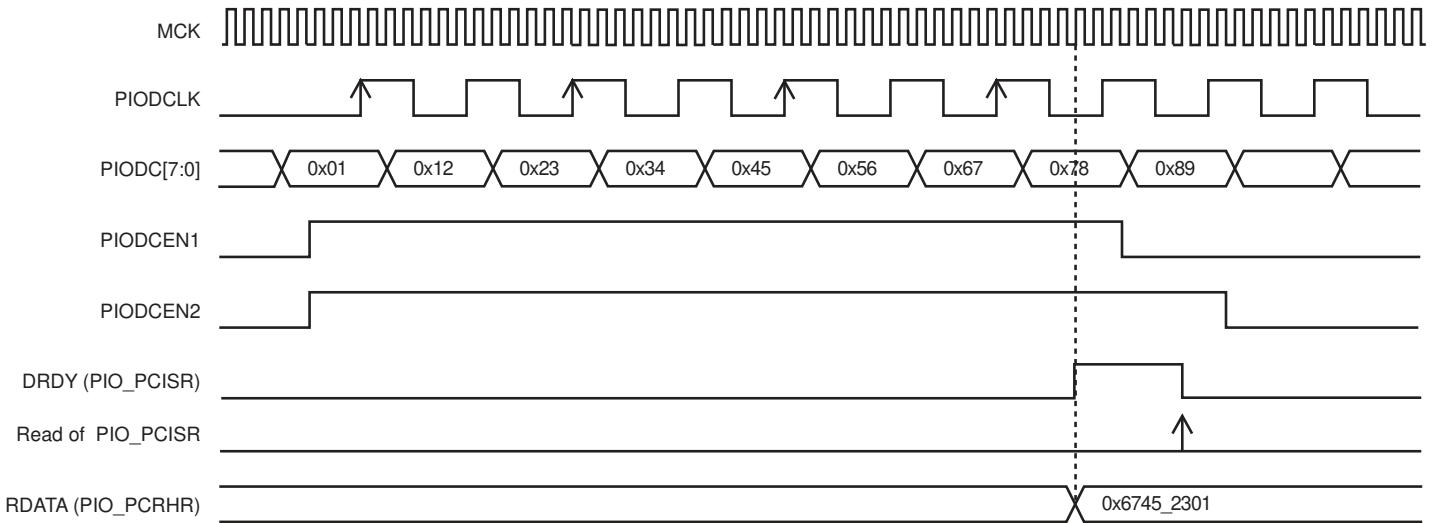 MCK
PIODCLK
PIODC[7:0] 0x01 0x12 0x23 0x34 0x45 0x56 0x67 0x78 0x89
PIODCEN1
PIODCEN2
DRDY (PIO_PCISR)
Read of PIO_PCISR
RDATA (PIO_PCRHR) 0x6745_2301